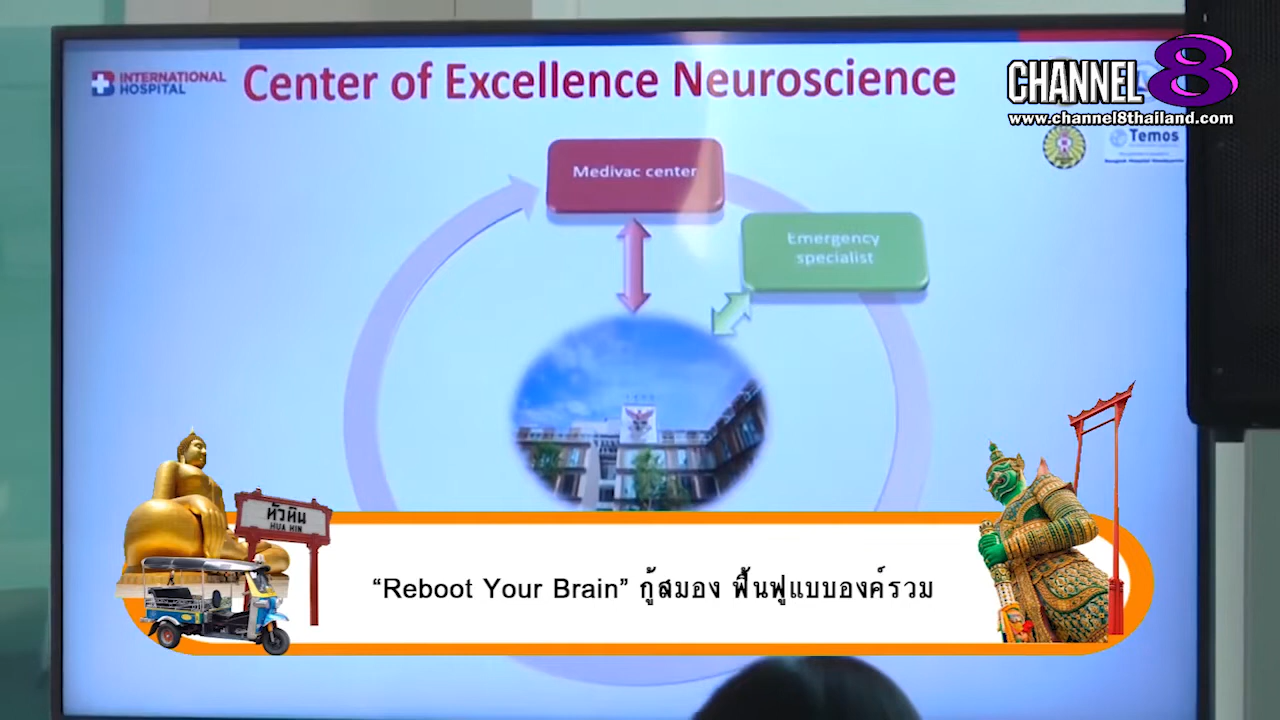 INTERNATIONAL
HOSPITAL
Center of Excellence Neuroscience
CHANNEL 8
www.channel8thailand.com
Temos
Medivac center
Emergency
specialist
หัวหิน
HUA HIN
“Reboot Your Brain” กู้สมอง ฟื้นฟูแบบองค์รวม